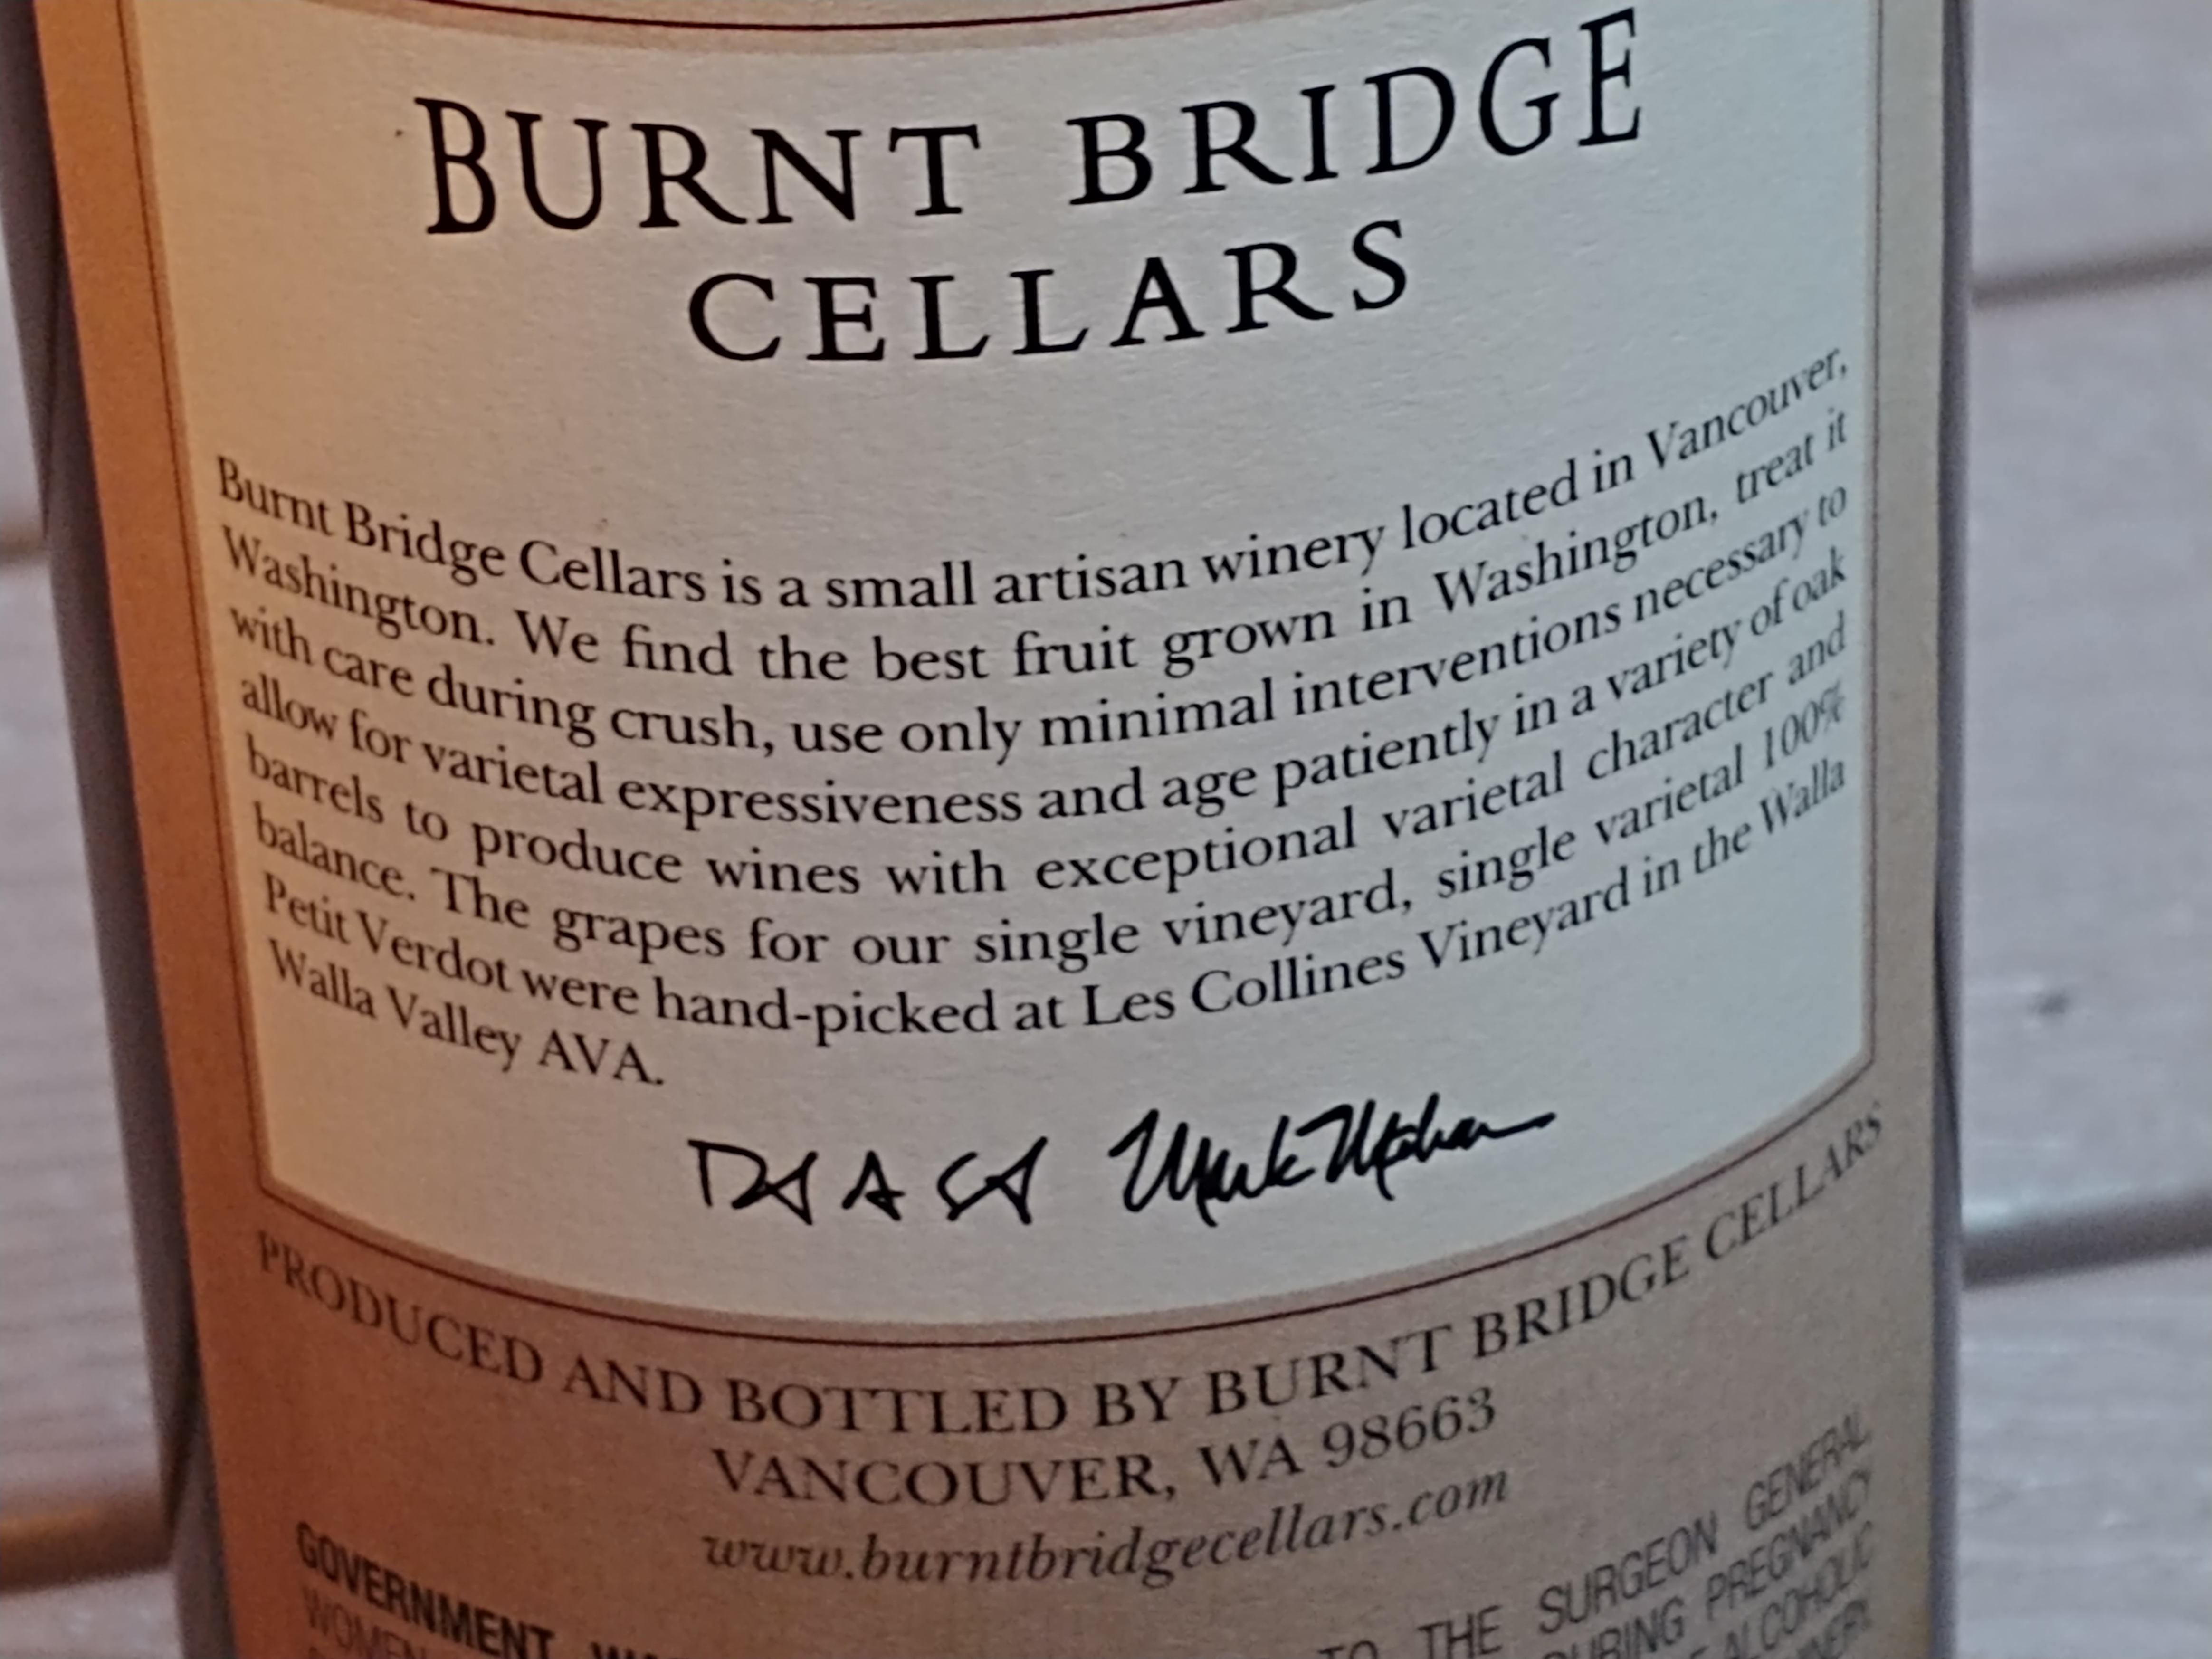 BURNT BRIDGE
CELLARS
Burnt Bridge Cellars is a small artisan winery located in Vancouver,
Washington. We find the best fruit grown in Washington, treat it
with care during crush, use only minimal interventions necessary to
allow for varietal expressiveness and age patiently in a variety of oak
barrels to produce wines with exceptional varietal character and
balance. The grapes for our single vineyard, single varietal 100%
Petit Verdot were hand-picked at Les Collines Vineyard in the Walla
Walla Valley AVA.
Mark
PRODUCED AND BOTTLED BY BURNT BRIDGE CELLARS
VANCOUVER, WA 98663
www.burntbridgecellars.com
GOVERNMENT TO THE SURGEON GENERAL
WOMEN DURING PREGNANCY
ALCOHOLIC